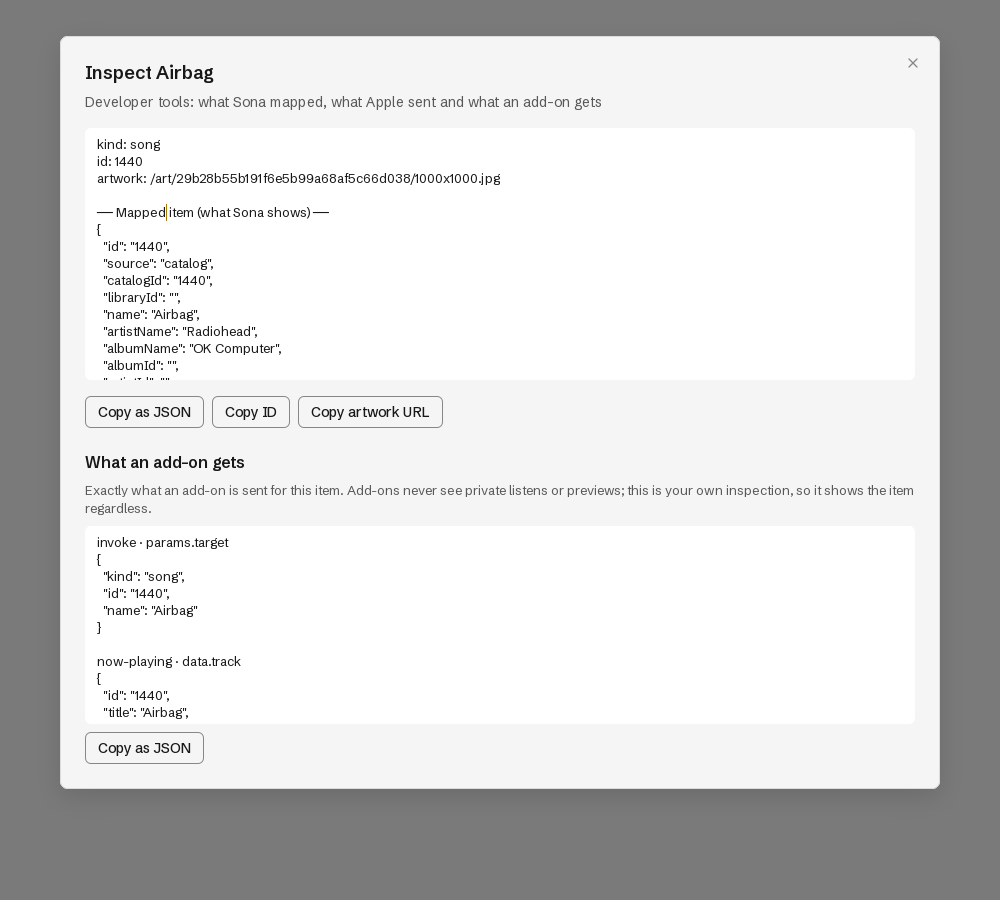 Inspect Airbag
Developer tools: what Sona mapped, what Apple sent and what an add-on gets
kind: song
id: 1440
artwork: /art/29b28b55b191f6e5b99a68af5c66d038/1000x1000.jpg
── Mapped item (what Sona shows) ──
{
  "id": "1440",
  "source": "catalog",
  "catalogId": "1440",
  "libraryId": "",
  "name": "Airbag",
  "artistName": "Radiohead",
  "albumName": "OK Computer",
  "albumId": "",
Copy as JSON
Copy ID
Copy artwork URL
What an add-on gets
Exactly what an add-on is sent for this item. Add-ons never see private listens or previews; this is your own inspection, so it shows the item
regardless.
invoke · params.target
{
  "kind": "song",
  "id": "1440",
  "name": "Airbag"
}
now-playing · data.track
{
  "id": "1440",
  "title": "Airbag",
Copy as JSON